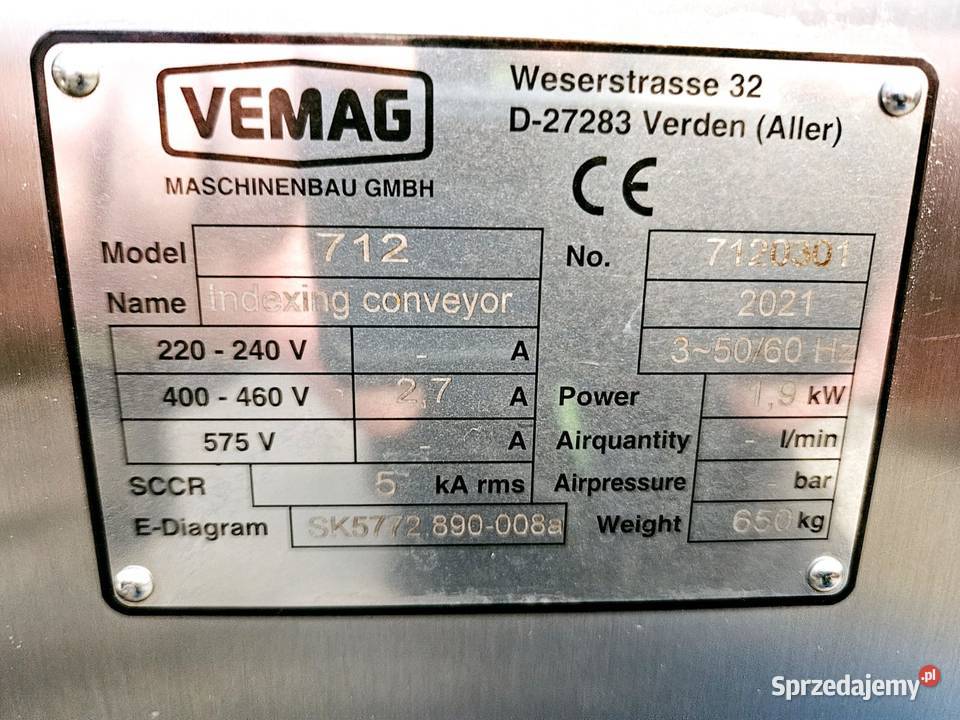 VEMAG
MASCHINENBAU GMBH
Weserstrasse 32
D-27283 Verden (Aller)
CE
Model 712 No. 7120301
Name Indexing conveyor 2021
220 - 240 V - A 3~50/60 Hz
400 - 460 V 2,7 A Power 1,9 kW
575 V - A Airquantity - l/min
SCCR 5 kA rms Airpressure - bar
E-Diagram SK5772 890-008a Weight 650 kg
Sprzedajemy.pl